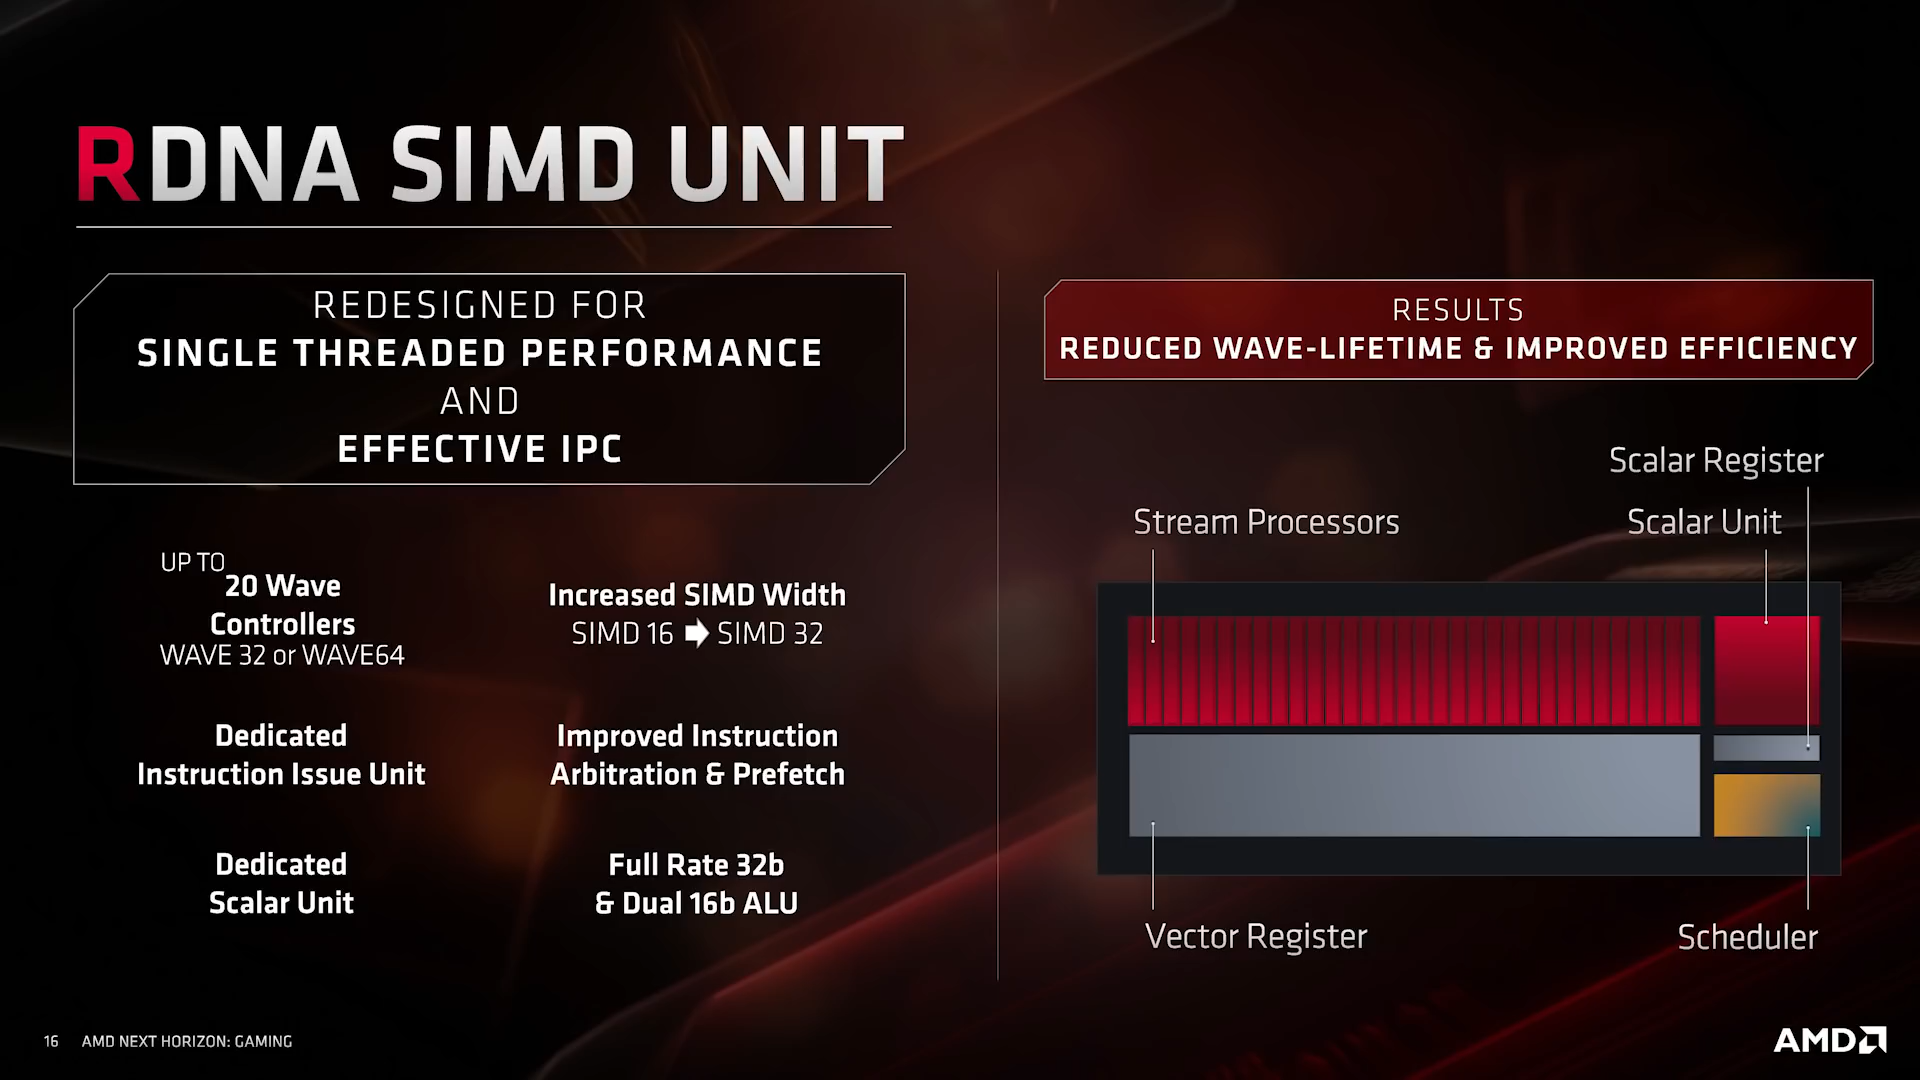 RDNA SIMD UNIT
REDESIGNED FOR
SINGLE THREADED PERFORMANCE
AND
EFFECTIVE IPC
UP TO
20 Wave
Controllers
WAVE 32 or WAVE64
Increased SIMD Width
SIMD 16 SIMD 32
Dedicated
Instruction Issue Unit
Improved Instruction
Arbitration & Prefetch
Dedicated
Scalar Unit
Full Rate 32b
& Dual 16b ALU
RESULTS
REDUCED WAVE-LIFETIME & IMPROVED EFFICIENCY
Scalar Register
Stream Processors
Scalar Unit
Vector Register
Scheduler
16 AMD NEXT HORIZON: GAMING
AMD